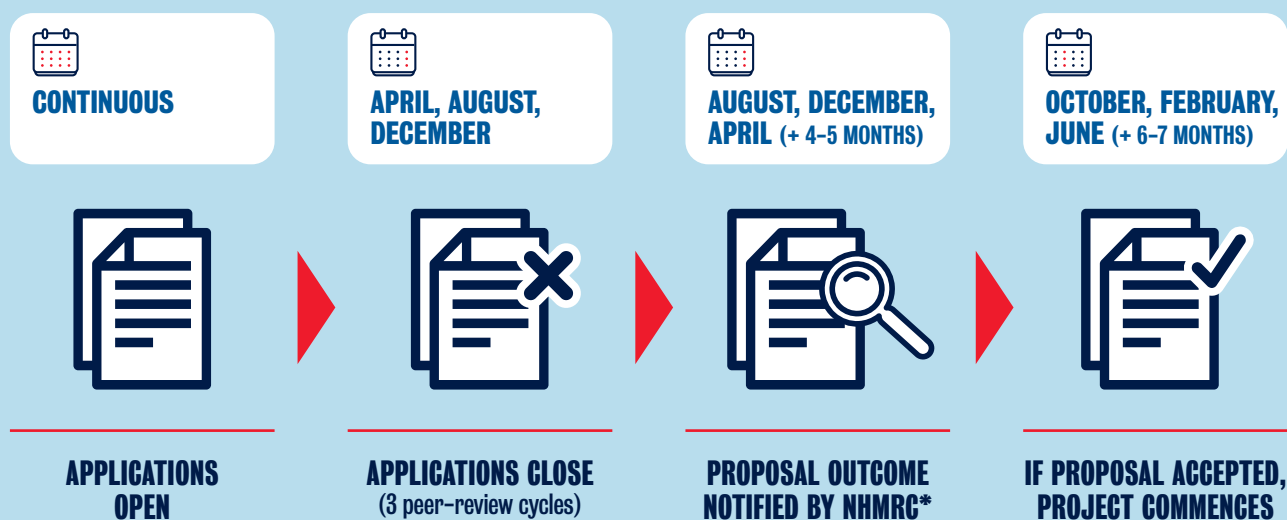 CONTINUOUS
APRIL, AUGUST,
DECEMBER
AUGUST, DECEMBER,
APRIL (+ 4–5 MONTHS)
OCTOBER, FEBRUARY,
JUNE (+ 6–7 MONTHS)
APPLICATIONS
OPEN
APPLICATIONS CLOSE
(3 peer–review cycles)
PROPOSAL OUTCOME
NOTIFIED BY NHMRC*
IF PROPOSAL ACCEPTED,
PROJECT COMMENCES